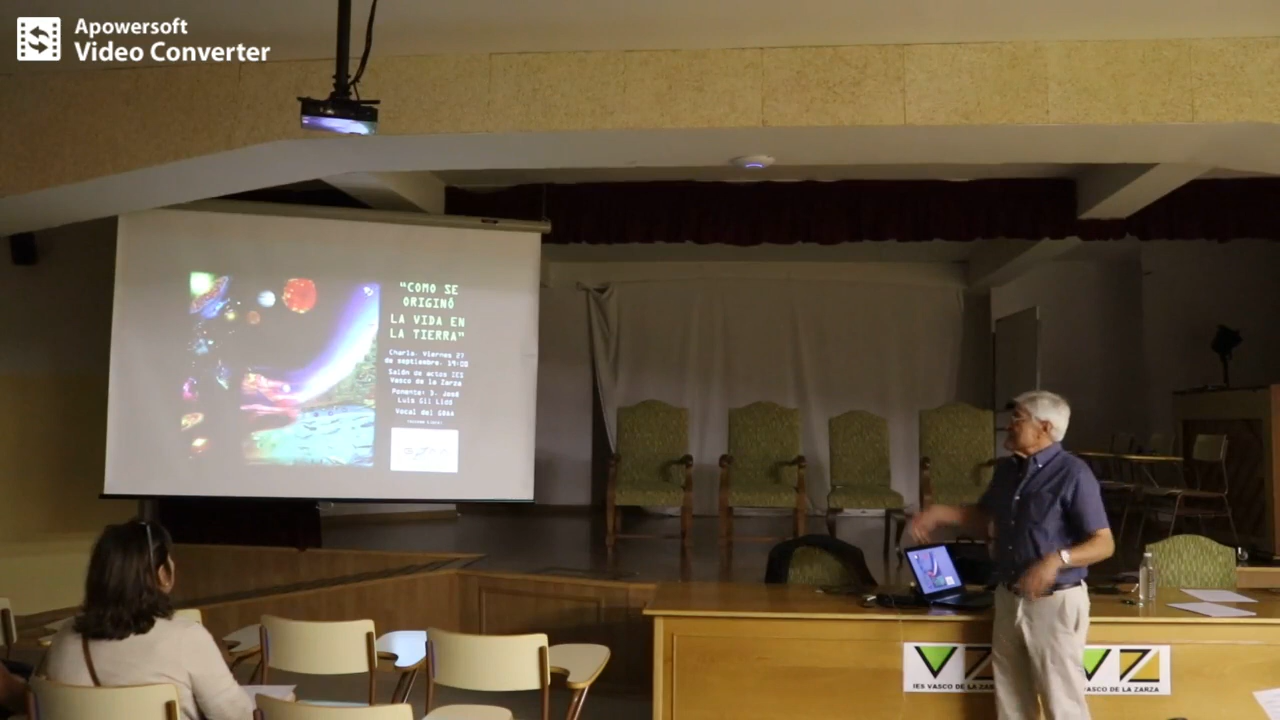 Apowersoft
Video Converter
"COMO SE
ORIGINÓ
LA VIDA EN
LA TIERRA"
Charla. Viernes 27
de septiembre. 19:00
Salón de actos IES
Vasco de la Zarza
Ponente: D. José
Luis Gil
Vocal del
VZ
IES VASCO DE LA ZARZA
VZ
VASCO DE LA ZARZA